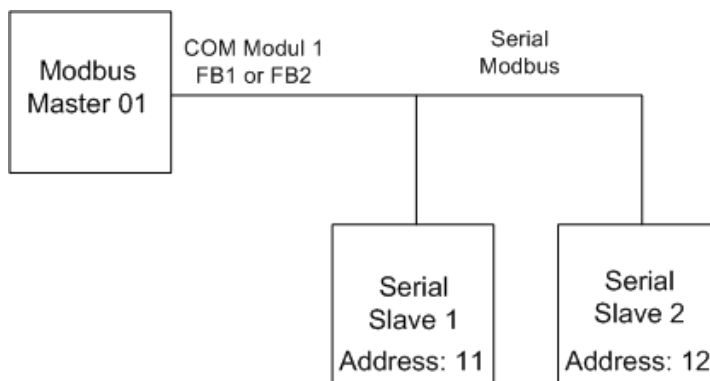 Modbus
Master 01
COM Modul 1
FB1 or FB2
Serial
Modbus
Serial
Slave 1
Address: 11
Serial
Slave 2
Address: 12